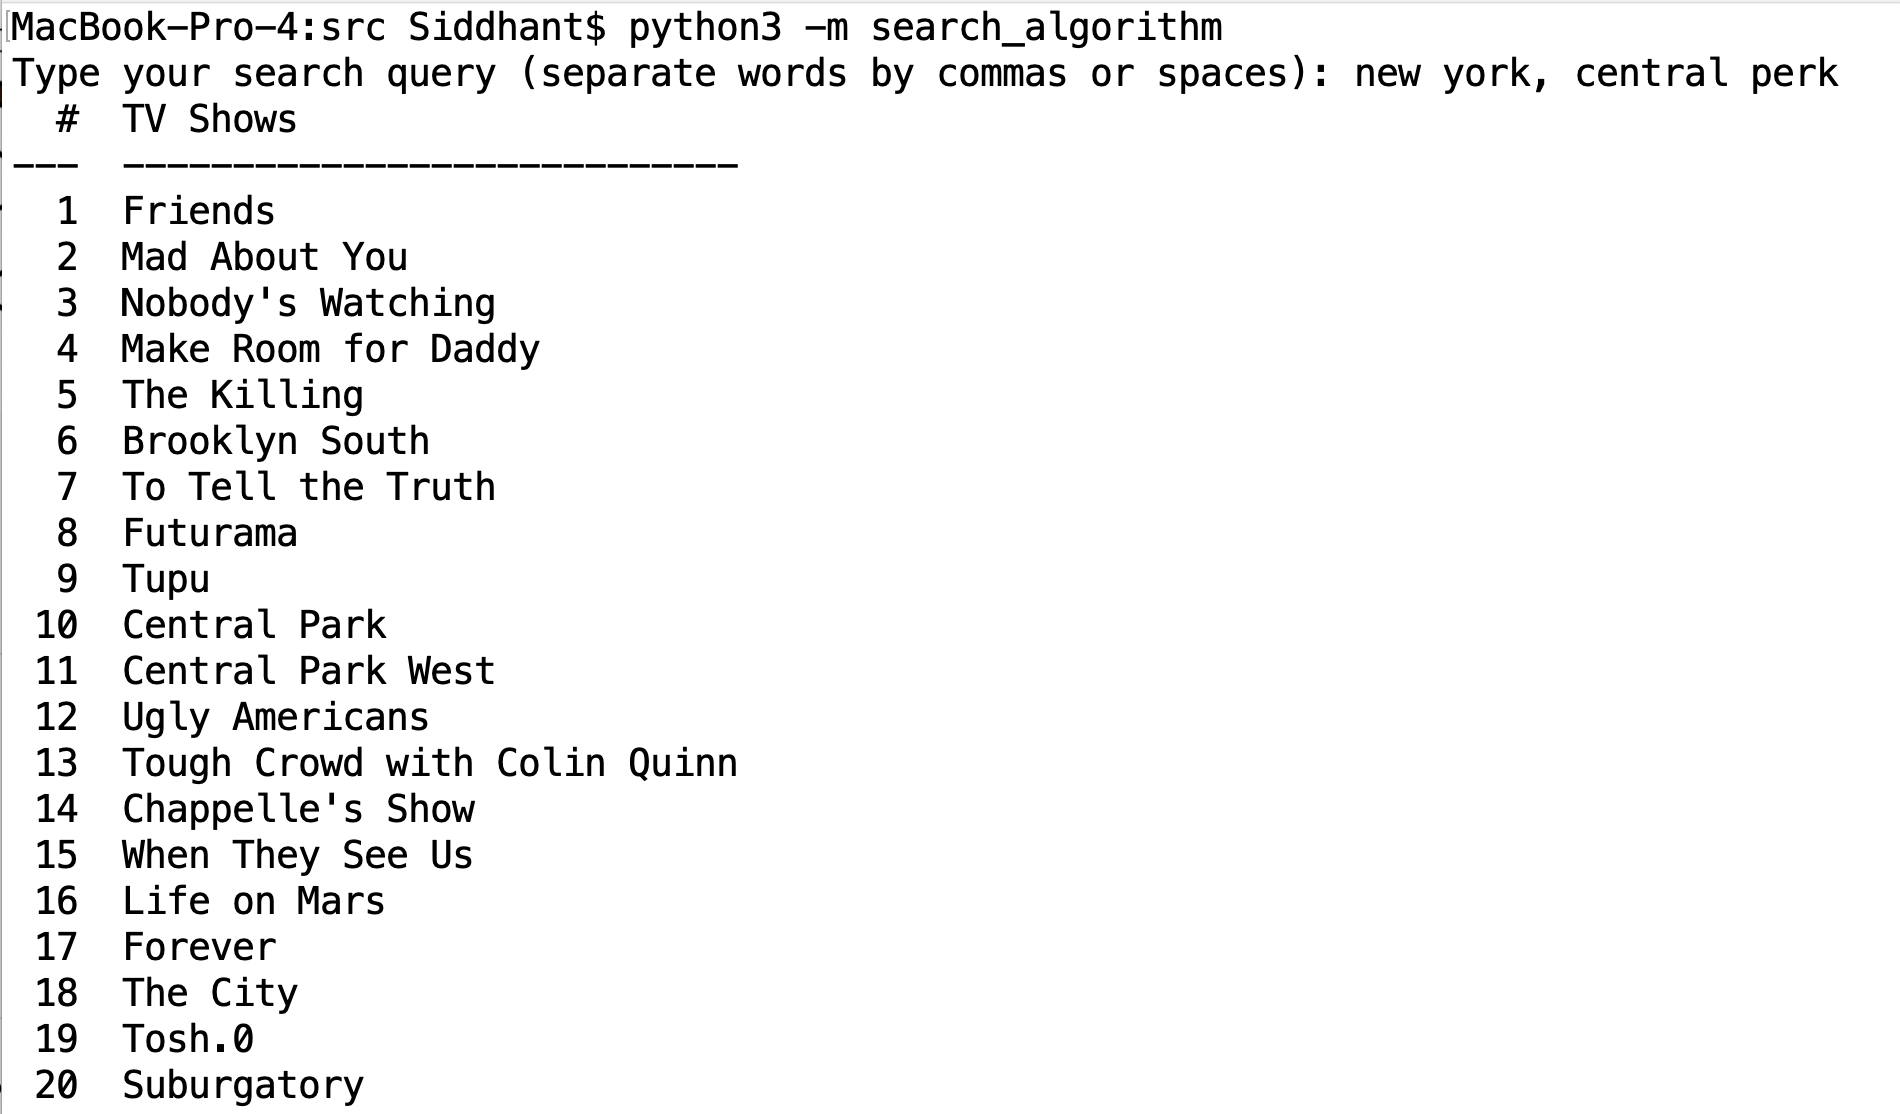 MacBook-Pro-4:src Siddhant$ python3 -m search_algorithm
Type your search query (separate words by commas or spaces): new york, central perk
  #  TV Shows
---  ----------------------------
  1  Friends
  2  Mad About You
  3  Nobody's Watching
  4  Make Room for Daddy
  5  The Killing
  6  Brooklyn South
  7  To Tell the Truth
  8  Futurama
  9  Tupu
 10  Central Park
 11  Central Park West
 12  Ugly Americans
 13  Tough Crowd with Colin Quinn
 14  Chappelle's Show
 15  When They See Us
 16  Life on Mars
 17  Forever
 18  The City
 19  Tosh.0
 20  Suburgatory